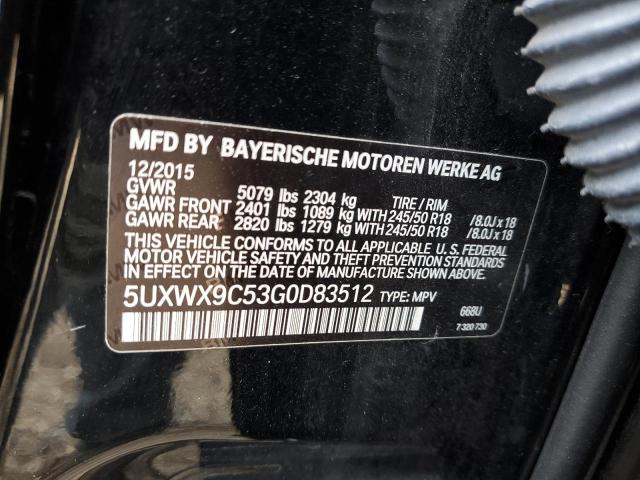 MFD BY BAYERISCHE MOTOREN WERKE AG
12/2015
GVWR 5079 lbs 2304 kg TIRE / RIM
GAWR FRONT 2401 lbs 1089 kg WITH 245/50 R18 /8.0J x 18
GAWR REAR: 2820 lbs 1279 kg WITH 245/50 R18 /8.0J x 18
THIS VEHICLE CONFORMS TO ALL APPLICABLE U. S. FEDERAL
MOTOR VEHICLE SAFETY AND THEFT PREVENTION STANDARDS IN
EFFECT ON THE DATE OF MANUFACTURE SHOWN ABOVE.
5UXWX9C53G0D83512 TYPE: MPV
668U
7 320 730